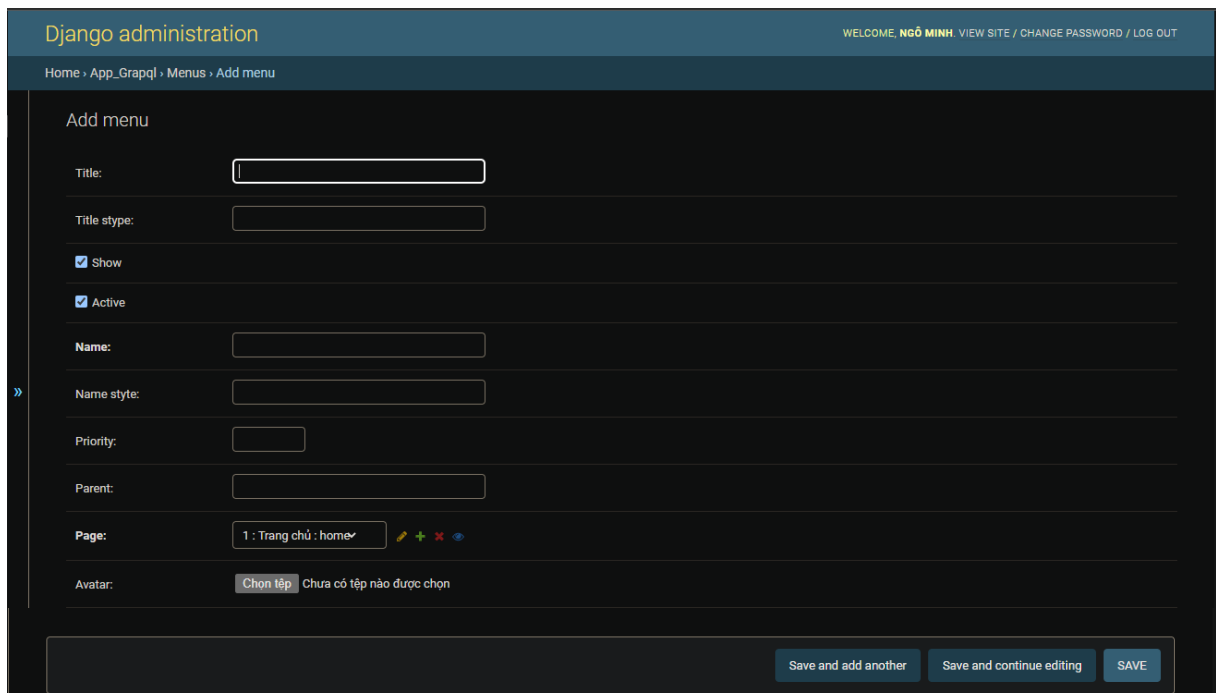 Django administration
WELCOME, NGÔ MINH. VIEW SITE / CHANGE PASSWORD / LOG OUT
Home › App_Grapql › Menus › Add menu
Add menu
Title:
Title stype:
Show
Active
Name:
»
Name styte:
Priority:
Parent:
Page: 1 : Trang chủ : home
Avatar: Chọn tệp Chưa có tệp nào được chọn
Save and add another Save and continue editing SAVE